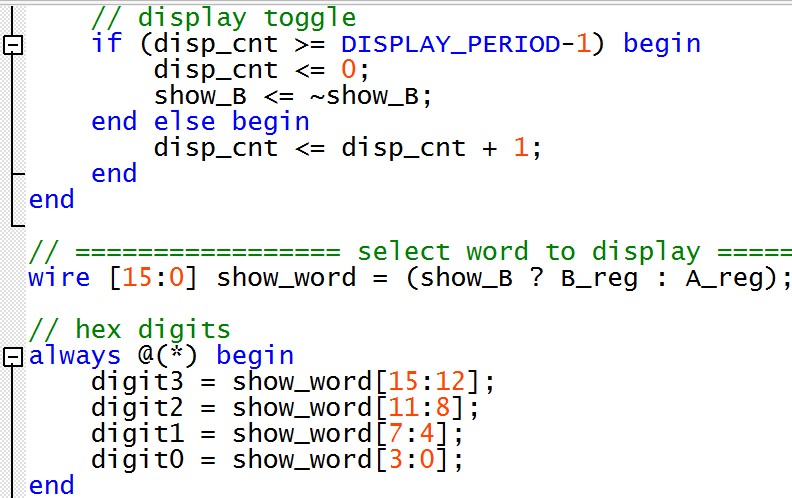 // display toggle
if (disp_cnt >= DISPLAY_PERIOD-1) begin
disp_cnt <= 0;
show_B <= ~show_B;
end else begin
disp_cnt <= disp_cnt + 1;
end
end
// ================= select word to display =====
wire [15:0] show_word = (show_B ? B_reg : A_reg);
// hex digits
always @(*) begin
digit3 = show_word[15:12];
digit2 = show_word[11:8];
digit1 = show_word[7:4];
digit0 = show_word[3:0];
end